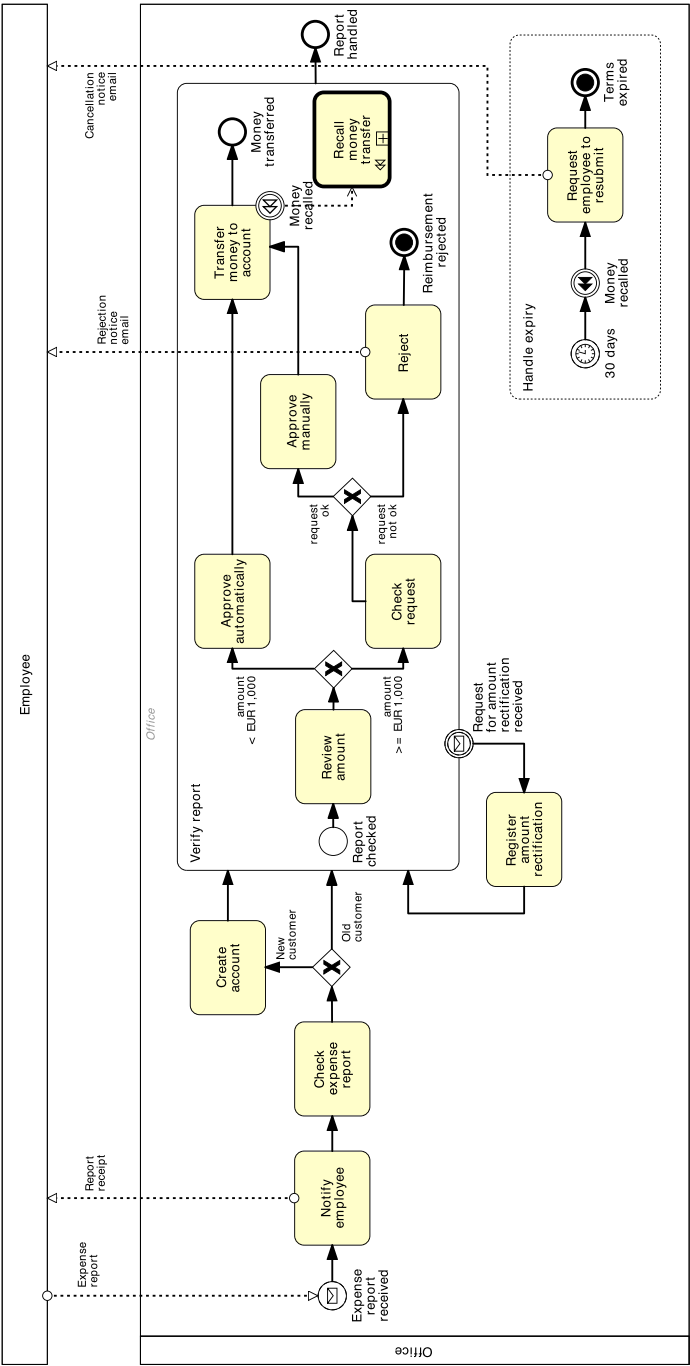 Employee
Office
Office
Expense
report
Report
receipt
Rejection
notice
email
Cancellation
notice
email
Expense
report
received
Notify
employee
Check
expense
report
New
customer
Old
customer
Create
account
Verify report
Report
checked
Review
amount
amount
< EUR 1,000
amount
>= EUR 1,000
Approve
automatically
Check
request
request
ok
request
not ok
Approve
manually
Reject
Transfer
money to
account
Money
recalled
Money
transferred
Reimbursement
rejected
Recall
money
transfer
Report
handled
Request
for amount
rectification
received
Register
amount
rectification
Handle expiry
30 days
Money
recalled
Request
employee to
resubmit
Terms
expired